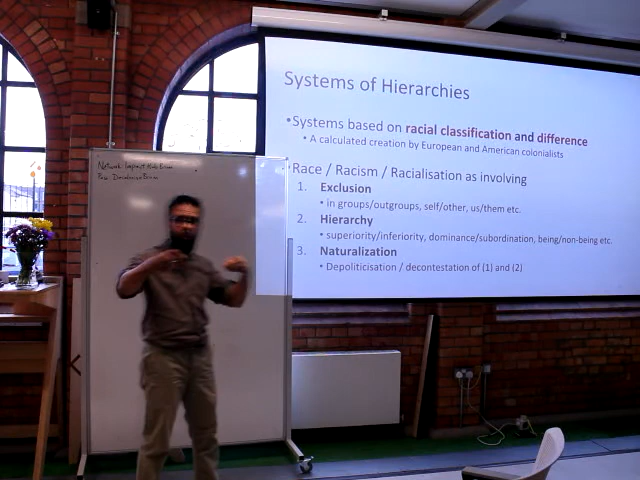 Systems of Hierarchies
•Systems based on racial classification and difference
• A calculated creation by European and American colonialists
•Race / Racism / Racialisation as involving
1. Exclusion
• in groups/outgroups, self/other, us/them etc.
2. Hierarchy
• superiority/inferiority, dominance/subordination, being/non-being etc.
3. Naturalization
• Depoliticisation / decontestation of (1) and (2)
Network